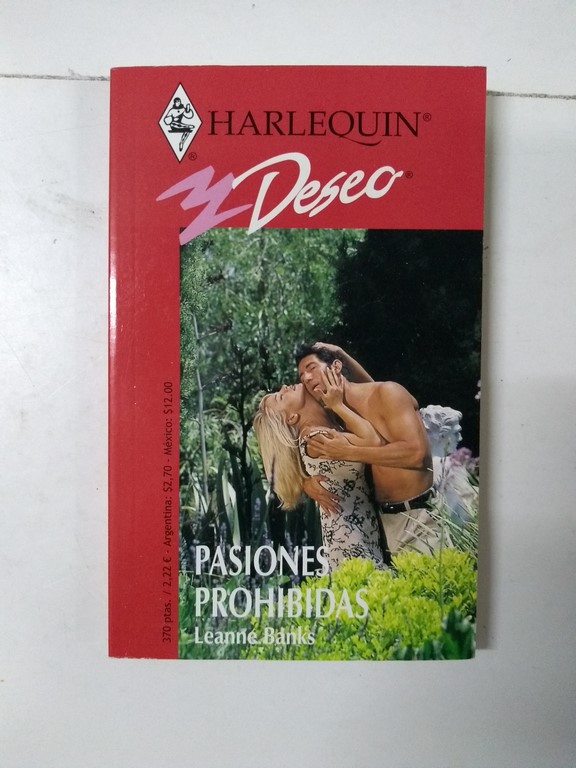 HARLEQUIN®
®
Deseo®
370 ptas. / 2,22 € - Argentina: $2,70 - México: $12,00
PASIONES
PROHIBIDAS
Leanne Banks